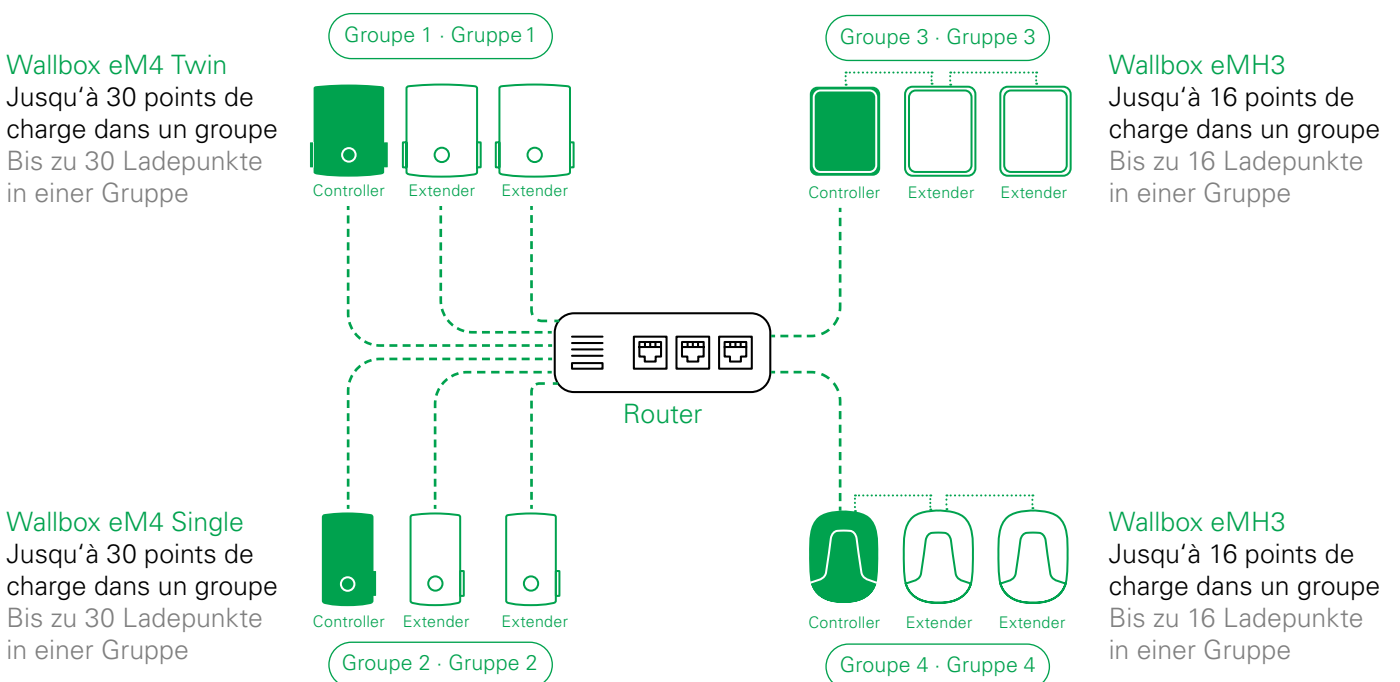 Groupe 1 · Gruppe 1
Wallbox eM4 Twin
Jusqu‘à 30 points de
charge dans un groupe
Bis zu 30 Ladepunkte
in einer Gruppe
Controller
Extender
Extender
Groupe 3 · Gruppe 3
Controller
Extender
Extender
Wallbox eMH3
Jusqu‘à 16 points de
charge dans un groupe
Bis zu 16 Ladepunkte
in einer Gruppe
Router
Wallbox eM4 Single
Jusqu‘à 30 points de
charge dans un groupe
Bis zu 30 Ladepunkte
in einer Gruppe
Controller
Extender
Extender
Groupe 2 · Gruppe 2
Controller
Extender
Extender
Groupe 4 · Gruppe 4
Wallbox eMH3
Jusqu‘à 16 points de
charge dans un groupe
Bis zu 16 Ladepunkte
in einer Gruppe